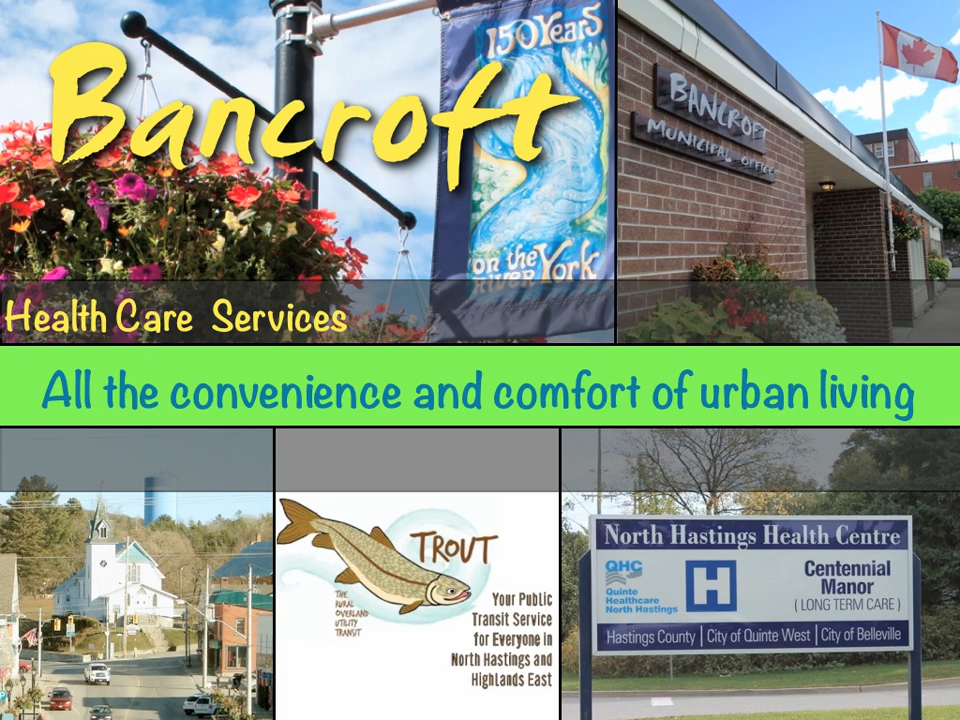 Bancroft
150 Years
on the
River York
Health Care Services
BANCROFT
MUNICIPAL OFFICE
All the convenience and comfort of urban living
TROUT
THE
RURAL
OVERLAND
UTILITY
TRANSIT
Your Public
Transit Service
for Everyone in
North Hastings and
Highlands East
North Hastings Health Centre
QHC
Quinte
Healthcare
North Hastings
H
Centennial
Manor
( LONG TERM CARE )
Hastings County | City of Quinte West | City of Belleville